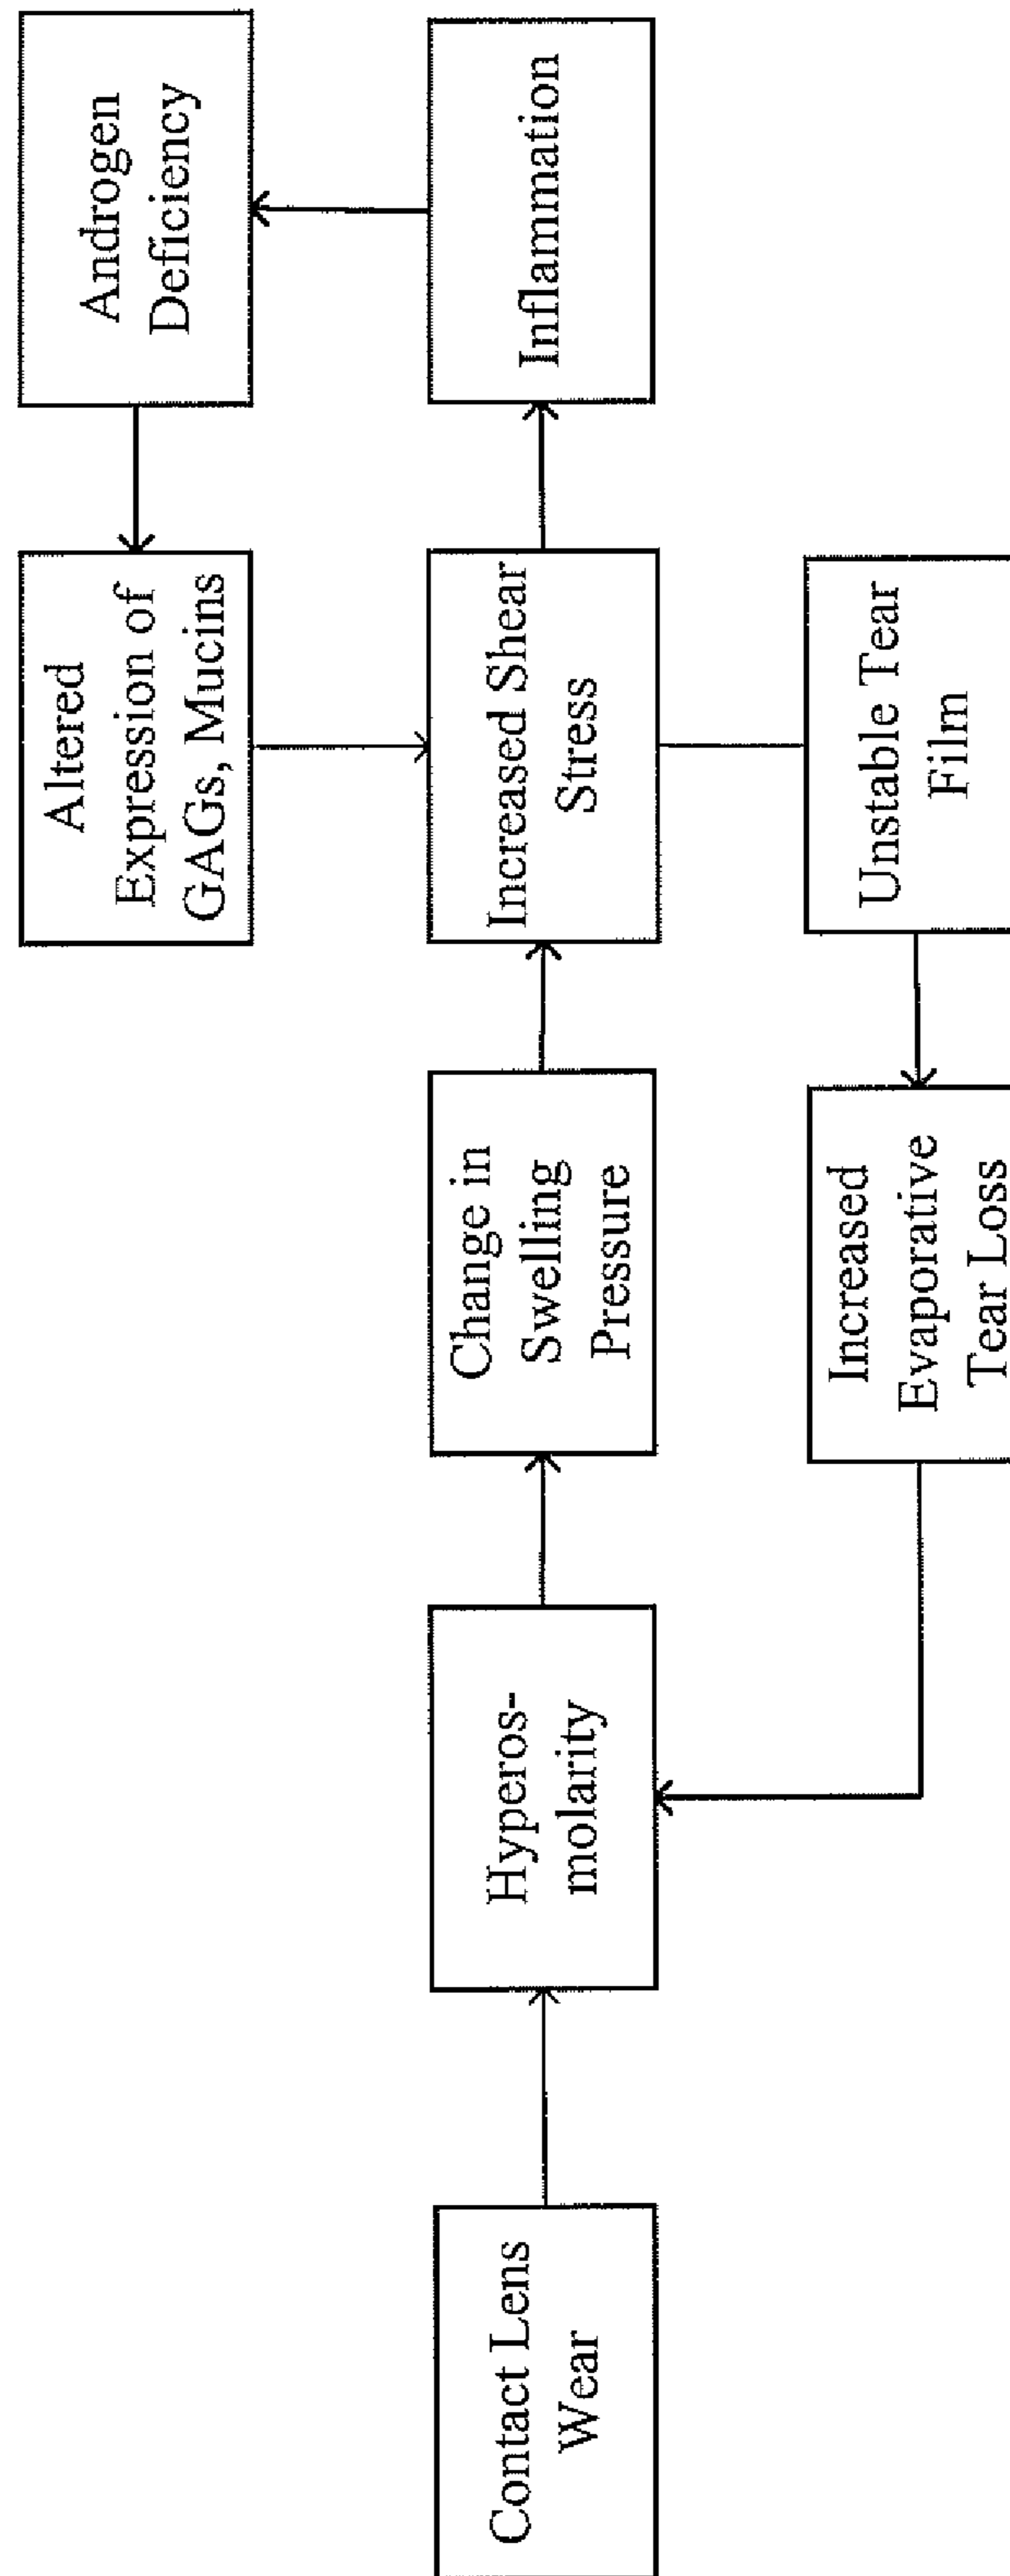 Contact Lens
Wear
Hyperos-
molarity
Change in
Swelling
Pressure
Increased Shear
Stress
Inflammation
Androgen
Deficiency
Altered
Expression of
GAGs, Mucins
Unstable Tear
Film
Increased
Evaporative
Tear Loss